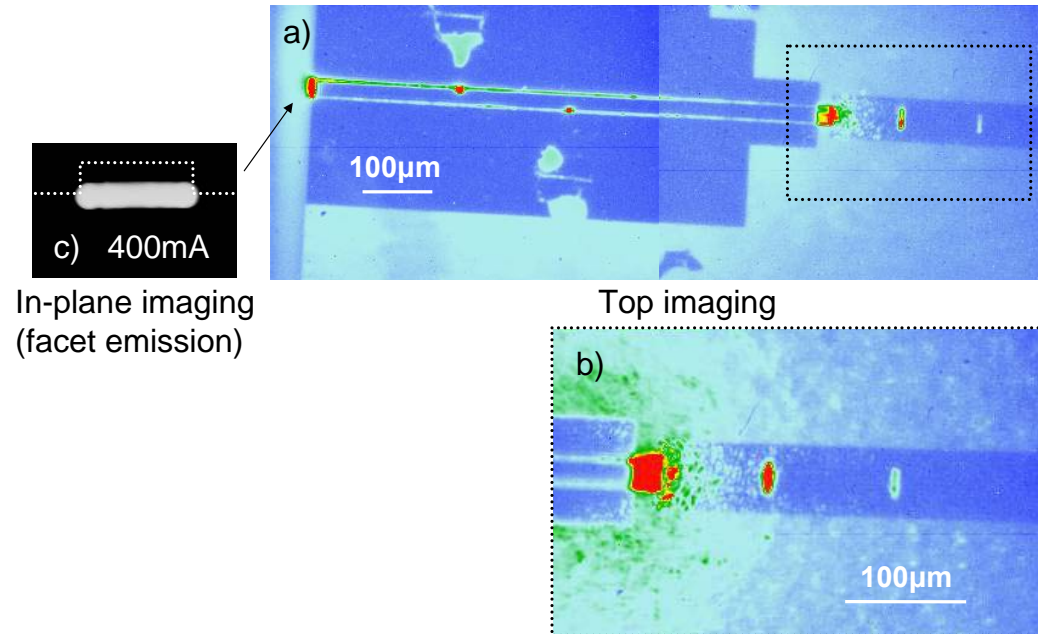 a)
100µm
c) 400mA
In-plane imaging
(facet emission)
Top imaging
b)
100µm